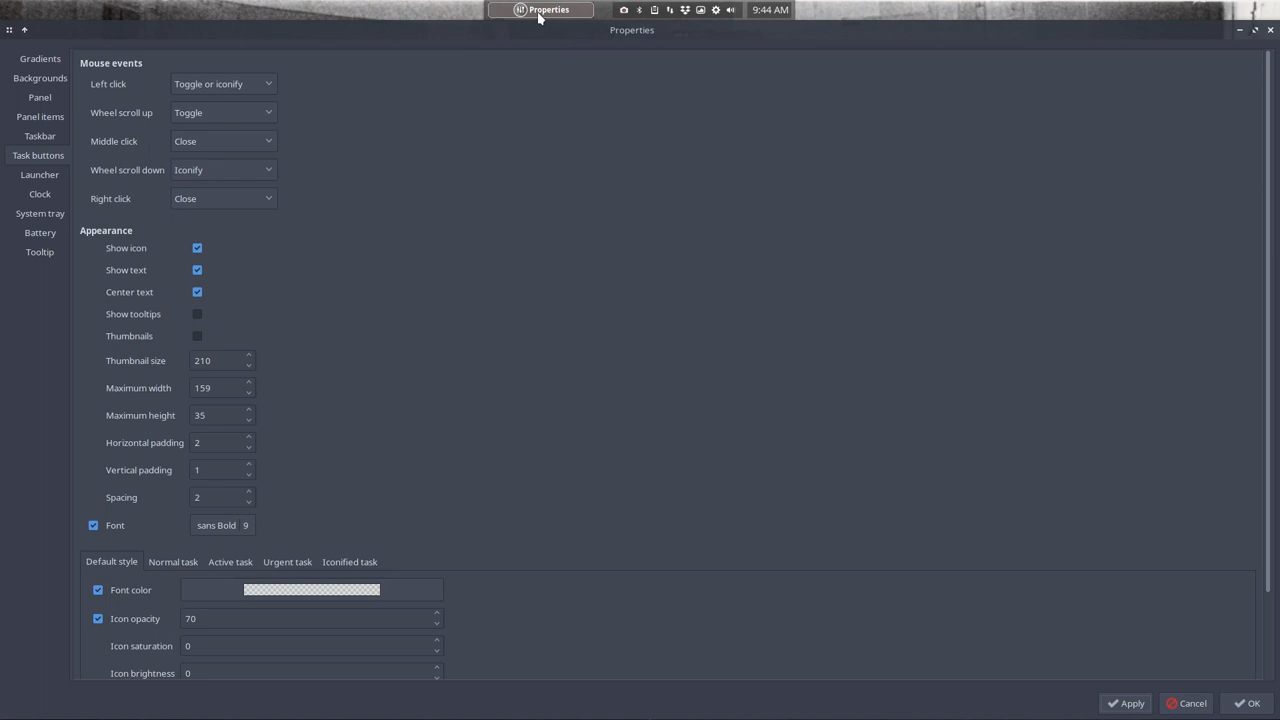 Properties 9:44 AM
Properties
Gradients
Backgrounds
Panel
Panel items
Taskbar
Task buttons
Launcher
Clock
System tray
Battery
Tooltip
Mouse events
Left click Toggle or iconify
Wheel scroll up Toggle
Middle click Close
Wheel scroll down Iconify
Right click Close
Appearance
Show icon
Show text
Center text
Show tooltips
Thumbnails
Thumbnail size 210
Maximum width 159
Maximum height 35
Horizontal padding 2
Vertical padding 1
Spacing 2
Font sans Bold 9
Default style Normal task Active task Urgent task Iconified task
Font color
Icon opacity 70
Icon saturation 0
Icon brightness 0
Apply Cancel OK